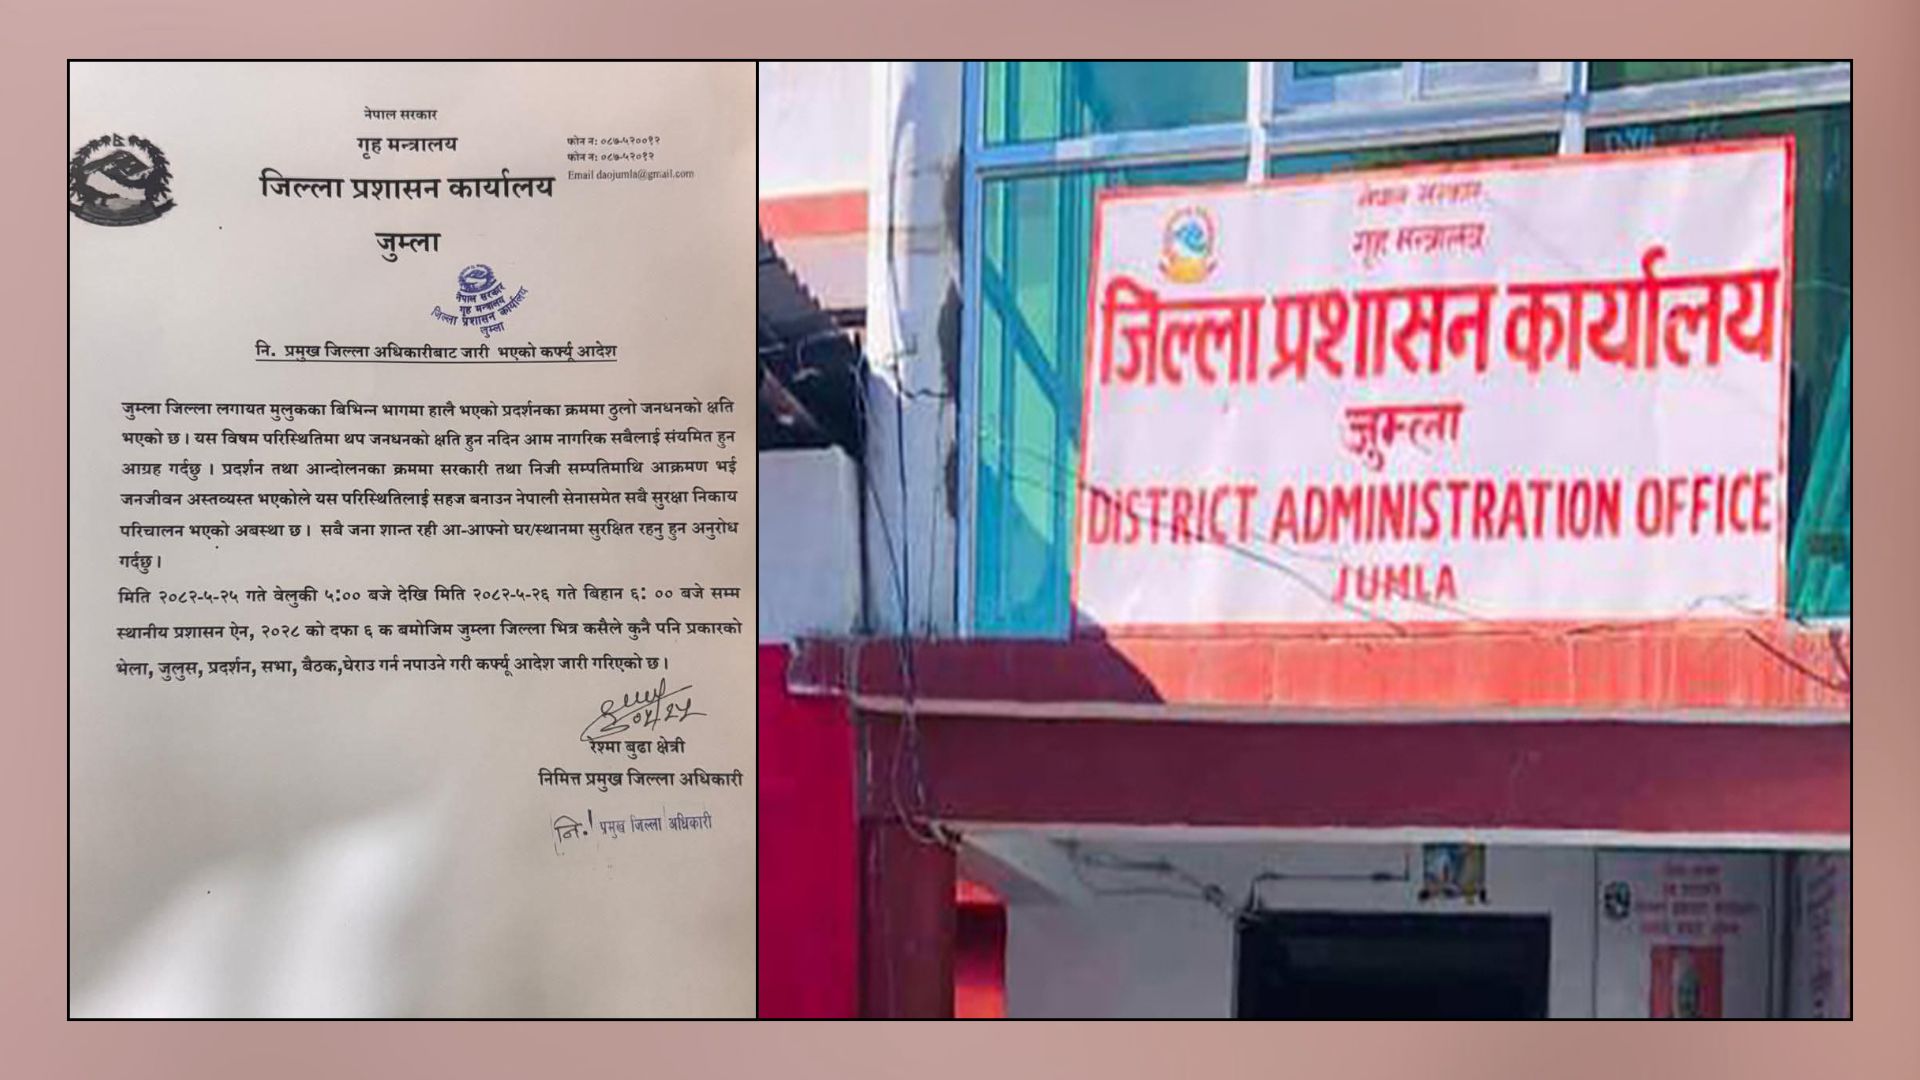 नेपाल सरकार
गृह मन्त्रालय
जिल्ला प्रशासन कार्यालय
जुम्ला
फोन नः ०८७-५२००१२
फोन नः ०८७-५२०१२
Email daojumla@gmail.com
नेपाल सरकार
गृह मन्त्रालय
जिल्ला प्रशासन कार्यालय
जुम्ला
नि. प्रमुख जिल्ला अधिकारीबाट जारी भएको कर्फ्यू आदेश
जुम्ला जिल्ला लगायत मुलुकका बिभिन्न भागमा हालै भएको प्रदर्शनका क्रममा ठुलो जनधनको क्षति
भएको छ । यस विषम परिस्थितिमा थप जनधनको क्षति हुन नदिन आम नागरिक सबैलाई संयमित हुन
आग्रह गर्दछु । प्रदर्शन तथा आन्दोलनका क्रममा सरकारी तथा निजी सम्पतिमाथि आक्रमण भई
जनजीवन अस्तव्यस्त भएकोले यस परिस्थितिलाई सहज बनाउन नेपाली सेनासमेत सबै सुरक्षा निकाय
परिचालन भएको अबस्था छ । सबै जना शान्त रही आ-आफ्नो घर/स्थानमा सुरक्षित रहनु हुन अनुरोध
गर्दछु ।
मिति २०८२-५-२५ गते वेलुकी ५:०० बजे देखि मिति २०८२-५-२६ गते बिहान ६: ०० बजे सम्म
स्थानीय प्रशासन ऐन, २०२८ को दफा ६ क बमोजिम जुम्ला जिल्ला भित्र कसैले कुनै पनि प्रकारको
भेला, जुलुस, प्रदर्शन, सभा, बैठक,घेराउ गर्न नपाउने गरी कर्फ्यू आदेश जारी गरिएको छ ।
०५/२५
रेश्मा बुढा क्षेत्री
निमित्त प्रमुख जिल्ला अधिकारी
नि. प्रमुख जिल्ला अधिकारी
नेपाल सरकार
गृह मन्त्रालय
जिल्ला प्रशासन कार्यालय
जुम्ला
DISTRICT ADMINISTRATION OFFICE
JUMLA